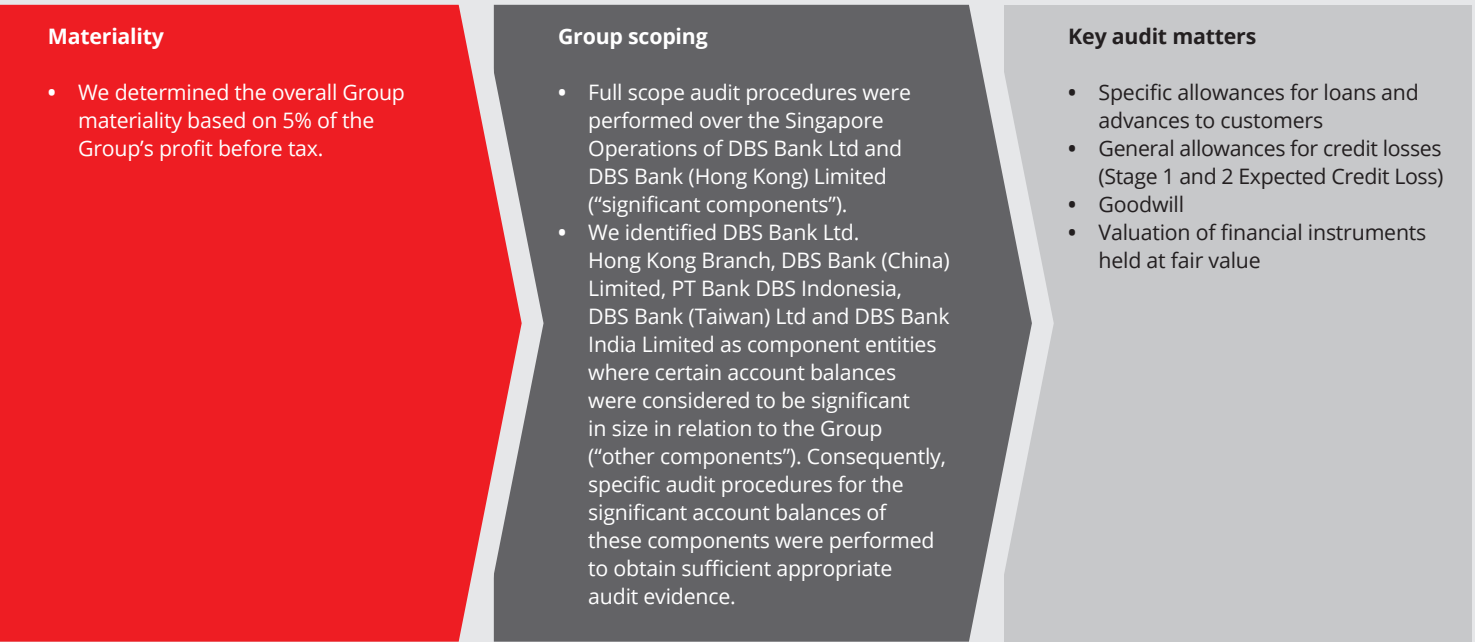 Materiality
• We determined the overall Group
materiality based on 5% of the
Group’s profit before tax.
Group scoping
• Full scope audit procedures were
performed over the Singapore
Operations of DBS Bank Ltd and
DBS Bank (Hong Kong) Limited
(“significant components”).
• We identified DBS Bank Ltd.
Hong Kong Branch, DBS Bank (China)
Limited, PT Bank DBS Indonesia,
DBS Bank (Taiwan) Ltd and DBS Bank
India Limited as component entities
where certain account balances
were considered to be significant
in size in relation to the Group
(“other components”). Consequently,
specific audit procedures for the
significant account balances of
these components were performed
to obtain sufficient appropriate
audit evidence.
Key audit matters
• Specific allowances for loans and
advances to customers
• General allowances for credit losses
(Stage 1 and 2 Expected Credit Loss)
• Goodwill
• Valuation of financial instruments
held at fair value